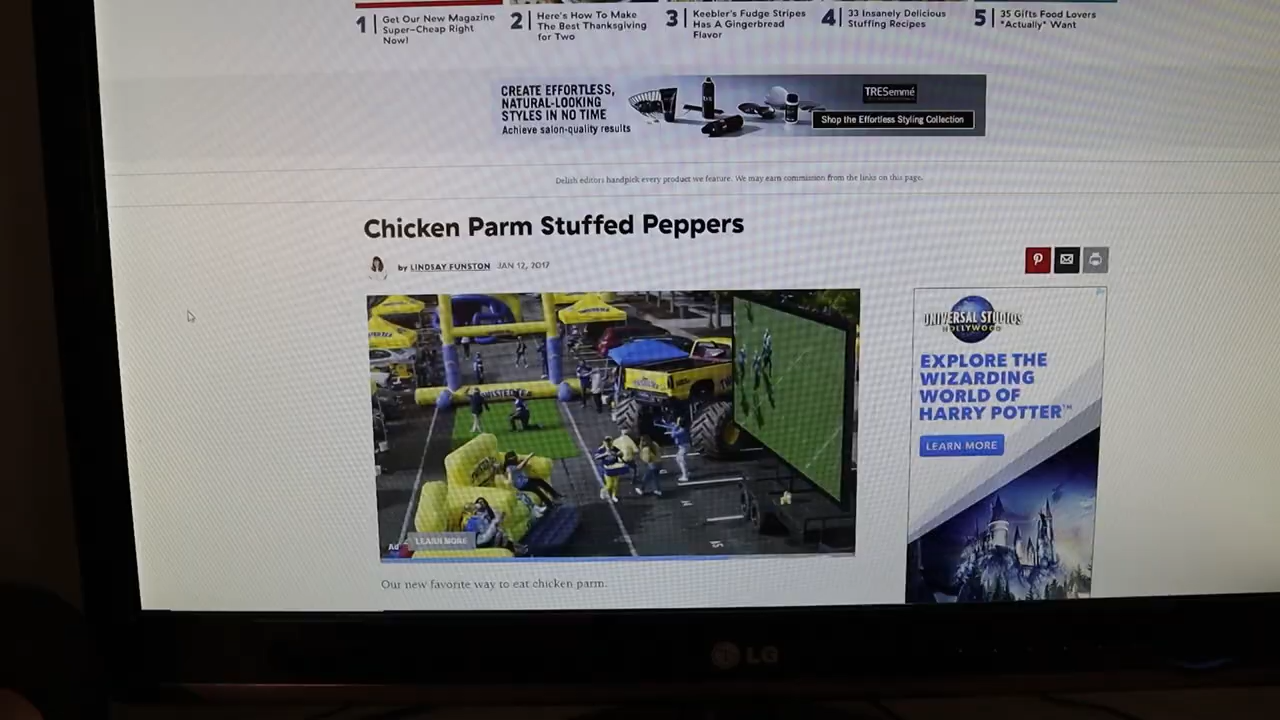 1 Get Our New Magazine
Super-Cheap Right
Now!
2 Here's How To Make
The Best Thanksgiving
for Two
3 Keebler's Fudge Stripes
Has A Gingerbread
Flavor
4 33 Insanely Delicious
Stuffing Recipes
5 35 Gifts Food Lovers
*Actually* Want
CREATE EFFORTLESS,
NATURAL-LOOKING
STYLES IN NO TIME
Achieve salon-quality results
TRESemmé
Shop the Effortless Styling Collection
Delish editors handpick every product we feature. We may earn commission from the links on this page.
Chicken Parm Stuffed Peppers
by LINDSAY FUNSTON JAN 12, 2017
TWISTED TEA
Ad
LEARN MORE
Our new favorite way to eat chicken parm.
UNIVERSAL STUDIOS
HOLLYWOOD
EXPLORE THE
WIZARDING
WORLD OF
HARRY POTTER™
LEARN MORE
LG